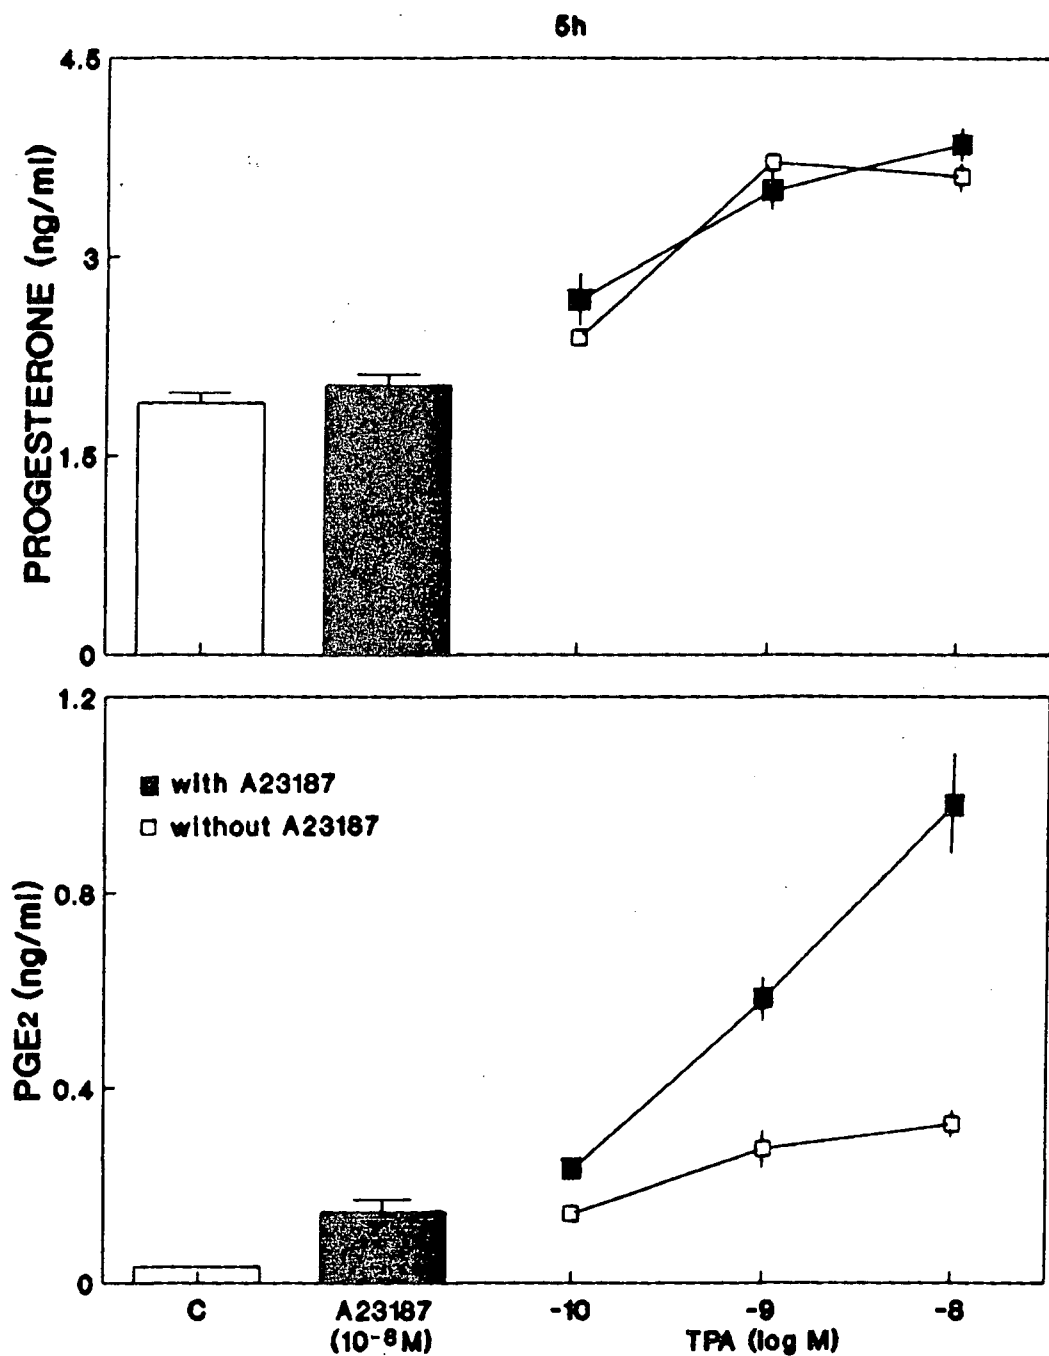 5h
PROGESTERONE (ng/ml)
4.5
3
1.5
0
PGE2 (ng/ml)
1.2
0.8
0.4
0
with A23187
without A23187
C
A23187
(10-8M)
-10
-9
-8
TPA (log M)